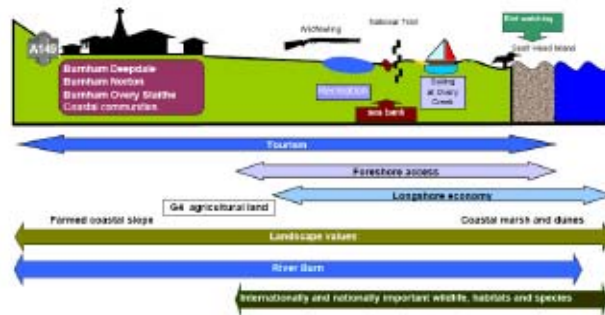 Wildfowling
National Trail
Bird watching
Scolt Head Island
A149
Burnham Deepdale
Burnham Norton
Burnham Overy Staithe
Coastal communities
Recreation
Sailing
at Overy
Creek
sea bank
Tourism
Foreshore access
Longshore economy
G4 agricultural land
Farmed coastal slope
Coastal marsh and dunes
Landscape values
River Burn
Internationally and nationally important wildlife, habitats and species